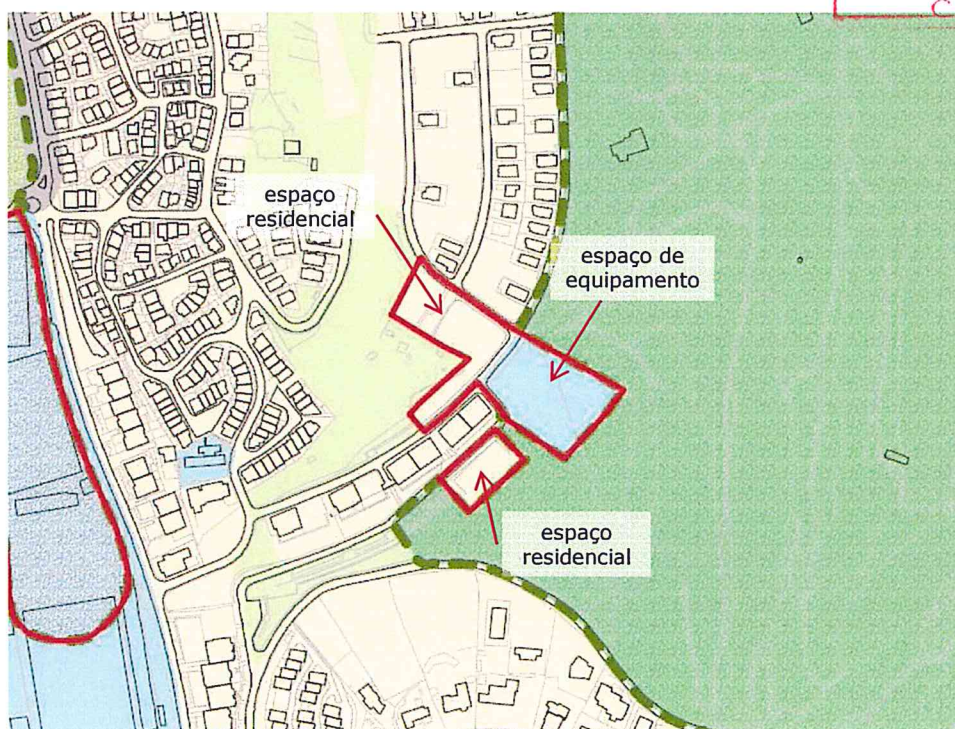 C
espaço
residencial
espaço de
equipamento
espaço
residencial